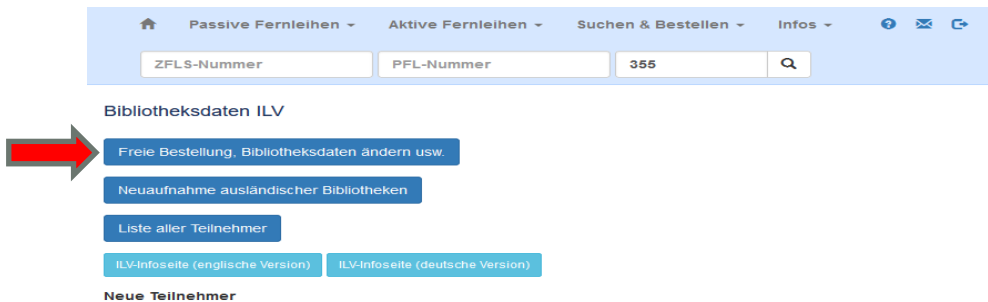 Passive Fernleihen Aktive Fernleihen Suchen & Bestellen Infos
ZFLS-Nummer PFL-Nummer 355
Bibliotheksdaten ILV
Freie Bestellung, Bibliotheksdaten ändern usw.
Neuaufnahme ausländischer Bibliotheken
Liste aller Teilnehmer
ILV-Infoseite (englische Version) ILV-Infoseite (deutsche Version)
Neue Teilnehmer